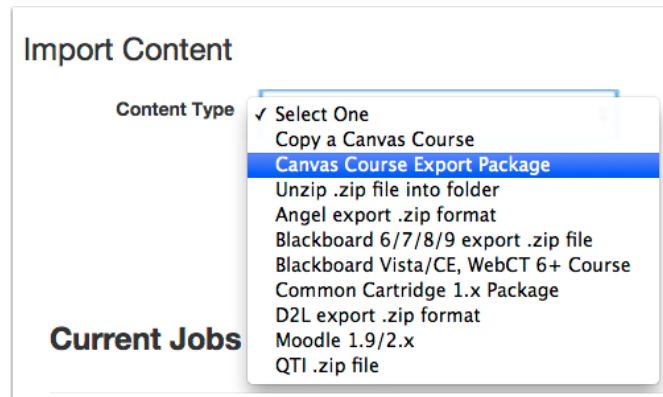 Import Content
Content Type
✓ Select One
Copy a Canvas Course
Canvas Course Export Package
Unzip .zip file into folder
Angel export .zip format
Blackboard 6/7/8/9 export .zip file
Blackboard Vista/CE, WebCT 6+ Course
Common Cartridge 1.x Package
D2L export .zip format
Moodle 1.9/2.x
QTI .zip file
Current Jobs